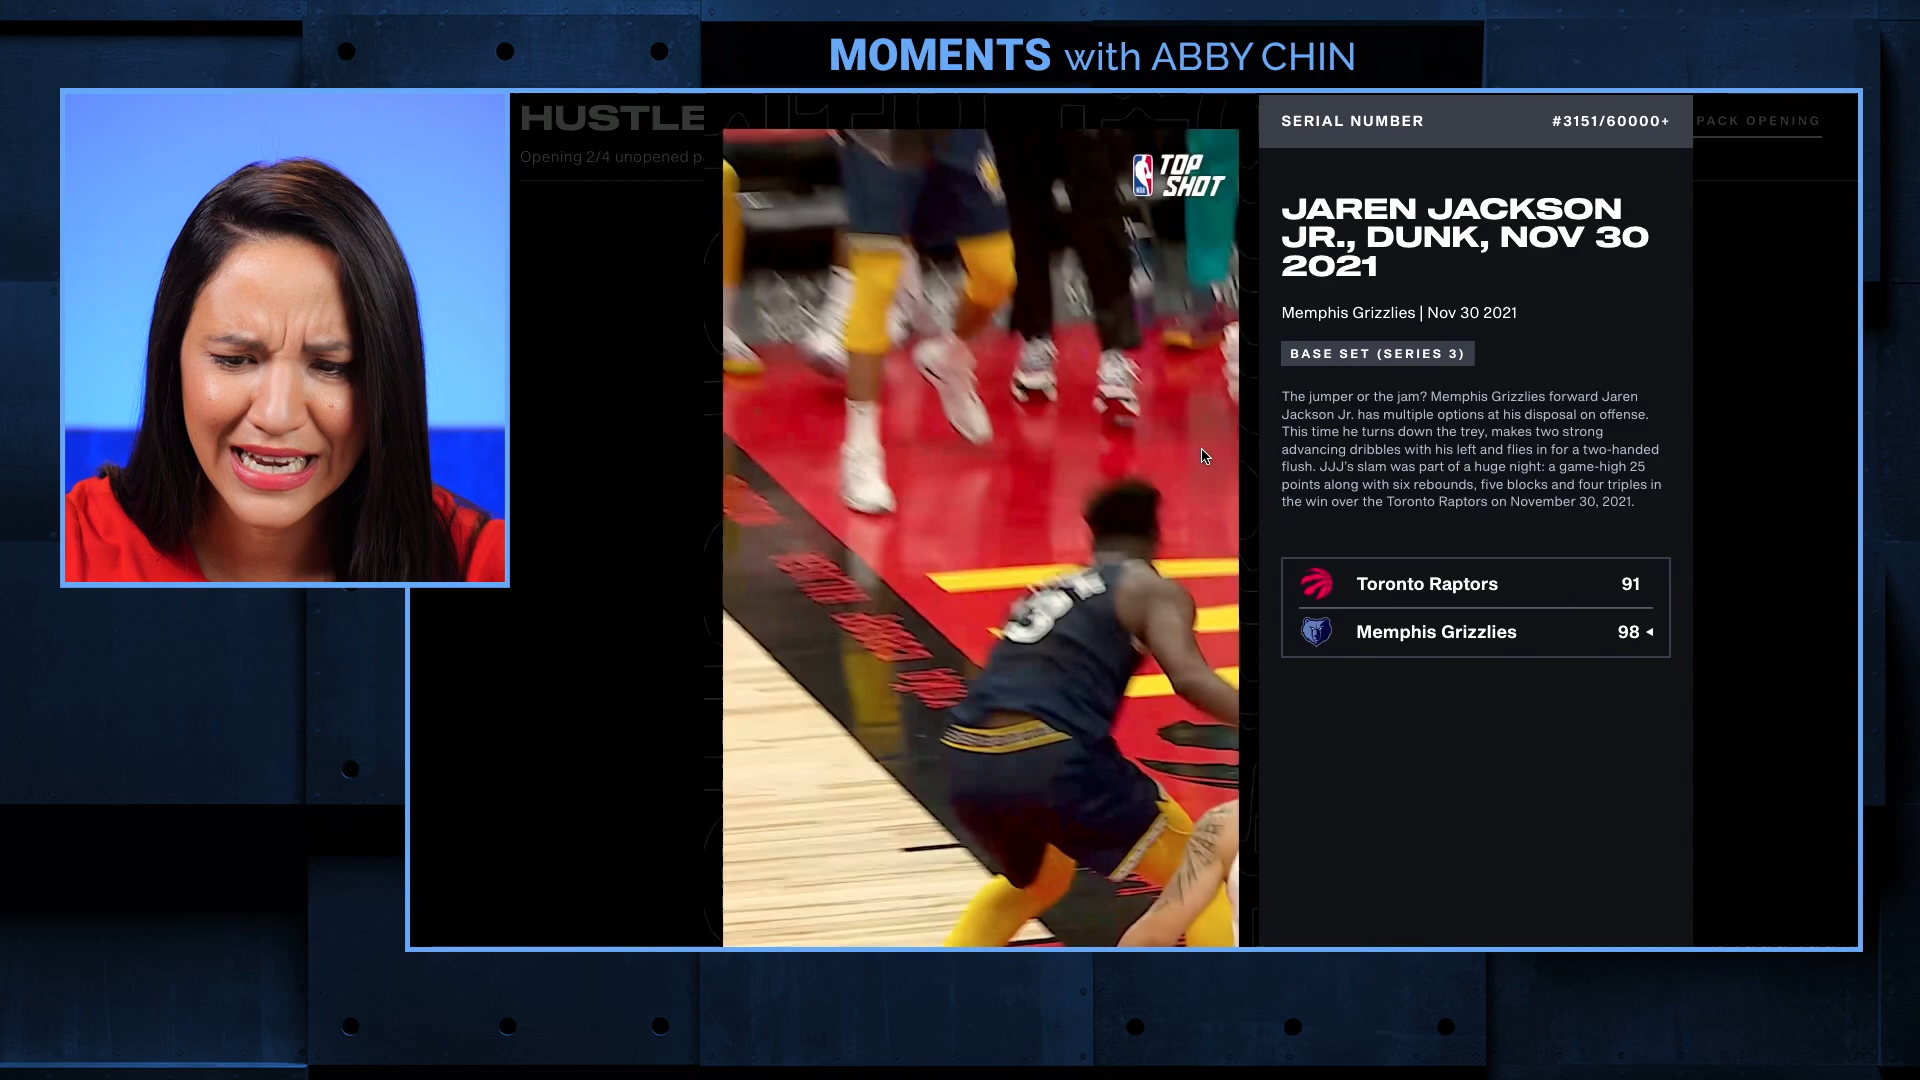 MOMENTS with ABBY CHIN
HUSTLE
Opening 2/4 unopened p
TOP
SHOT
SERIAL NUMBER #3151/60000+
PACK OPENING
JAREN JACKSON
JR., DUNK, NOV 30
2021
Memphis Grizzlies | Nov 30 2021
BASE SET (SERIES 3)
The jumper or the jam? Memphis Grizzlies forward Jaren
Jackson Jr. has multiple options at his disposal on offense.
This time he turns down the trey, makes two strong
advancing dribbles with his left and flies in for a two-handed
flush. JJJ's slam was part of a huge night: a game-high 25
points along with six rebounds, five blocks and four triples in
the win over the Toronto Raptors on November 30, 2021.
Toronto Raptors 91
Memphis Grizzlies 98